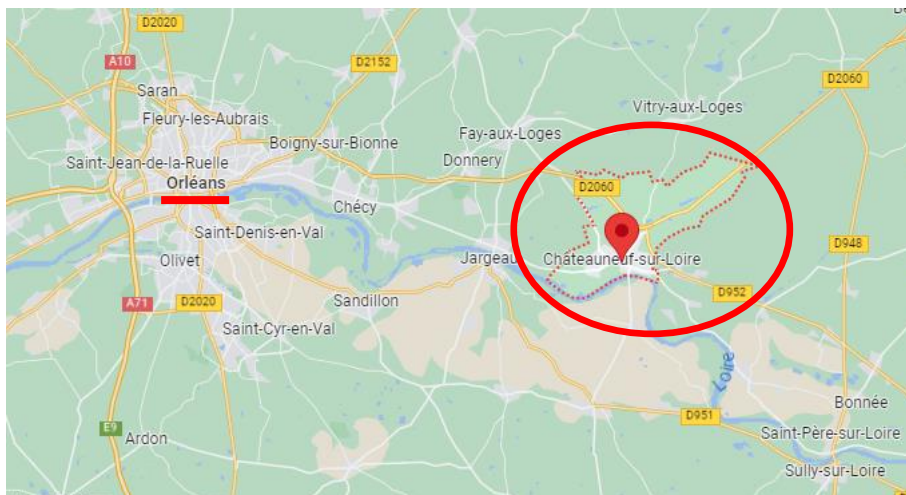 D2020
A10
D2152
D2060
Saran
Vitry-aux-Loges
Fleury-les-Aubrais
Fay-aux-Loges
Boigny-sur-Bionne
Donnery
Saint-Jean-de-la-Ruelle
Orléans
D2060
Chécy
Saint-Denis-en-Val
D948
Olivet
Jargeau
Châteauneuf-sur-Loire
D952
A71
D2020
Sandillon
Saint-Cyr-en-Val
Loire
Bonnée
D951
E9
Ardon
Saint-Père-sur-Loire
Sully-sur-Loire